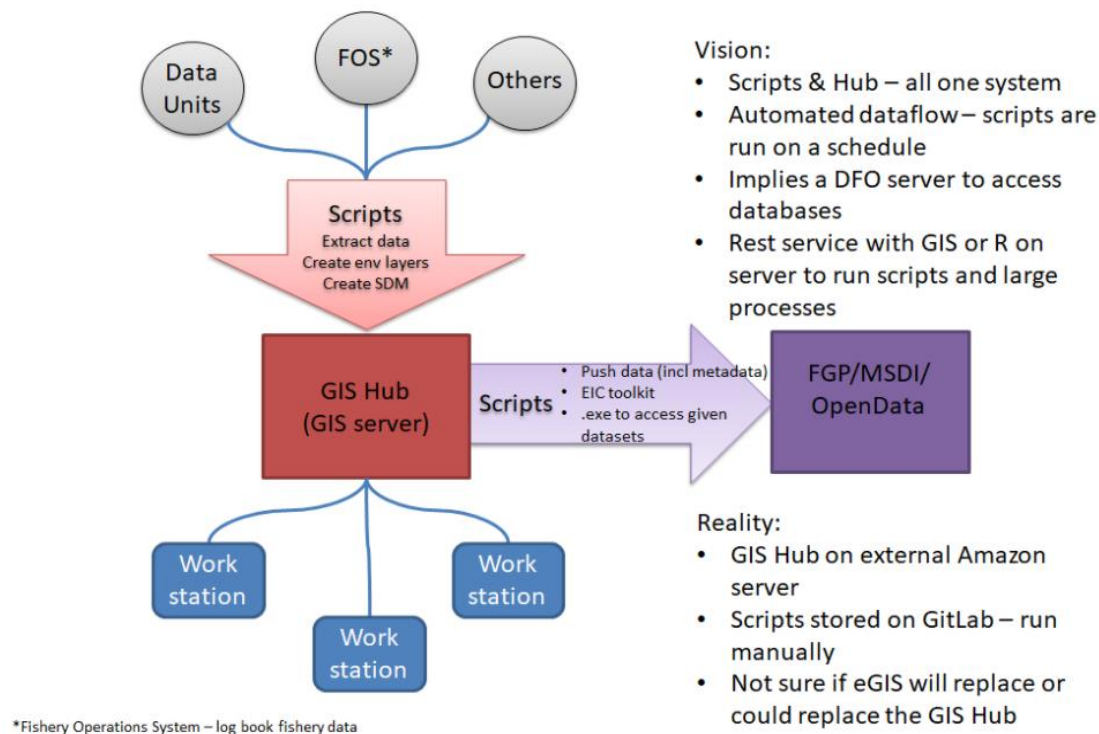 Data
Units
FOS*
Others
Scripts
Extract data
Create env layers
Create SDM
GIS Hub
(GIS server)
Scripts
• Push data (incl metadata)
• EIC toolkit
• .exe to access given
datasets
FGP/MSDI/
OpenData
Work
station
Work
station
Work
station
*Fishery Operations System – log book fishery data
Vision:
• Scripts & Hub – all one system
• Automated dataflow – scripts are
run on a schedule
• Implies a DFO server to access
databases
• Rest service with GIS or R on
server to run scripts and large
processes
Reality:
• GIS Hub on external Amazon
server
• Scripts stored on GitLab – run
manually
• Not sure if eGIS will replace or
could replace the GIS Hub